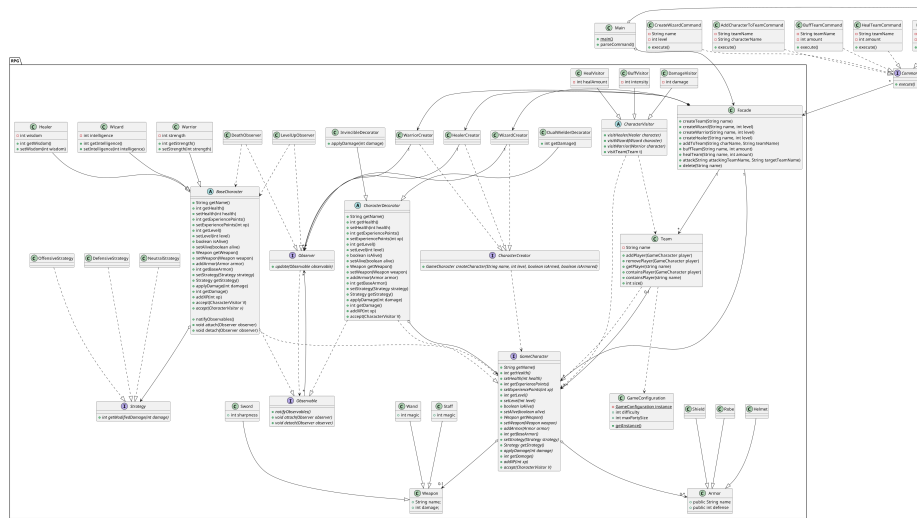 Main
main()
parseCommand()
CreateWizardCommand
String name
int level
execute()
AddCharacterToTeamCommand
String teamName
String characterName
execute()
BuffTeamCommand
String teamName
int amount
execute()
HealTeamCommand
String teamName
int amount
execute()
Command
execute()
RPG
HealVisitor
int healAmount
BuffVisitor
int intensity
DamageVisitor
int damage
Healer
int wisdom
int getWisdom()
setWisdom(int wisdom)
Wizard
int intelligence
int getIntelligence()
setIntelligence(int intelligence)
Warrior
int strength
int getStrength()
setStrength(int strength)
DeathObserver
LevelUpObserver
InvincibleDecorator
applyDamage(int damage)
WarriorCreator
HealerCreator
WizardCreator
DualWielderDecorator
int getDamage()
CharacterVisitor
visitHealer(Healer character)
visitWizard(Wizard character)
visitWarrior(Warrior character)
visitTeam(Team t)
Facade
createTeam(String name)
createWizard(String name, int level)
createWarrior(String name, int level)
createHealer(String name, int level)
addToTeam(String charName, String teamName)
buffTeam(String name, int amount)
healTeam(String name, int amount)
attack(String attackingTeamName, String targetTeamName)
delete(String name)
BaseCharacter
String getName()
int getHealth()
setHealth(int health)
int getExperiencePoints()
setExperiencePoints(int xp)
int getLevel()
setLevel(int level)
boolean isAlive()
setAlive(boolean alive)
Weapon getWeapon()
setWeapon(Weapon weapon)
addArmor(Armor armor)
int getBaseArmor()
setStrategy(Strategy strategy)
Strategy getStrategy()
applyDamage(int damage)
int getDamage()
addXP(int xp)
accept(CharacterVisitor V)
accept(CharacterVisitor v)
notifyObservables()
void attach(Observer observer)
void detach(Observer observer)
CharacterDecorator
String getName()
int getHealth()
setHealth(int health)
int getExperiencePoints()
setExperiencePoints(int xp)
int getLevel()
setLevel(int level)
boolean isAlive()
setAlive(boolean alive)
Weapon getWeapon()
setWeapon(Weapon weapon)
addArmor(Armor armor)
int getBaseArmor()
setStrategy(Strategy strategy)
Strategy getStrategy()
applyDamage(int damage)
int getDamage()
addXP(int xp)
accept(CharacterVisitor V)
OffensiveStrategy
DefensiveStrategy
NeutralStrategy
Observer
update(Observable observable)
CharacterCreator
GameCharacter createCharacter(String name, int level, boolean isArmed, boolean isArmored)
Team
String name
addPlayer(GameCharacter player)
removePlayer(GameCharacter player)
getPlayer(String name)
containsPlayer(GameCharacter player)
containsPlayer(String name)
int size()
GameCharacter
String getName()
int getHealth()
setHealth(int health)
int getExperiencePoints()
setExperiencePoints(int xp)
int getLevel()
setLevel(int level)
boolean isAlive()
setAlive(boolean alive)
Weapon getWeapon()
setWeapon(Weapon weapon)
addArmor(Armor armor)
int getBaseArmor()
setStrategy(Strategy strategy)
Strategy getStrategy()
applyDamage(int damage)
int getDamage()
addXP(int xp)
accept(CharacterVisitor V)
Strategy
int getModifiedDamage(int damage)
Sword
int sharpness
Observable
notifyObservables()
void attach(Observer observer)
void detach(Observer observer)
Wand
int magic
Staff
int magic
GameConfiguration
GameConfiguration instance
int difficulty
int maxPartySize
getInstance()
Shield
Robe
Helmet
0..1
Weapon
String name;
int damage;
0..*
Armor
public String name
public int defense